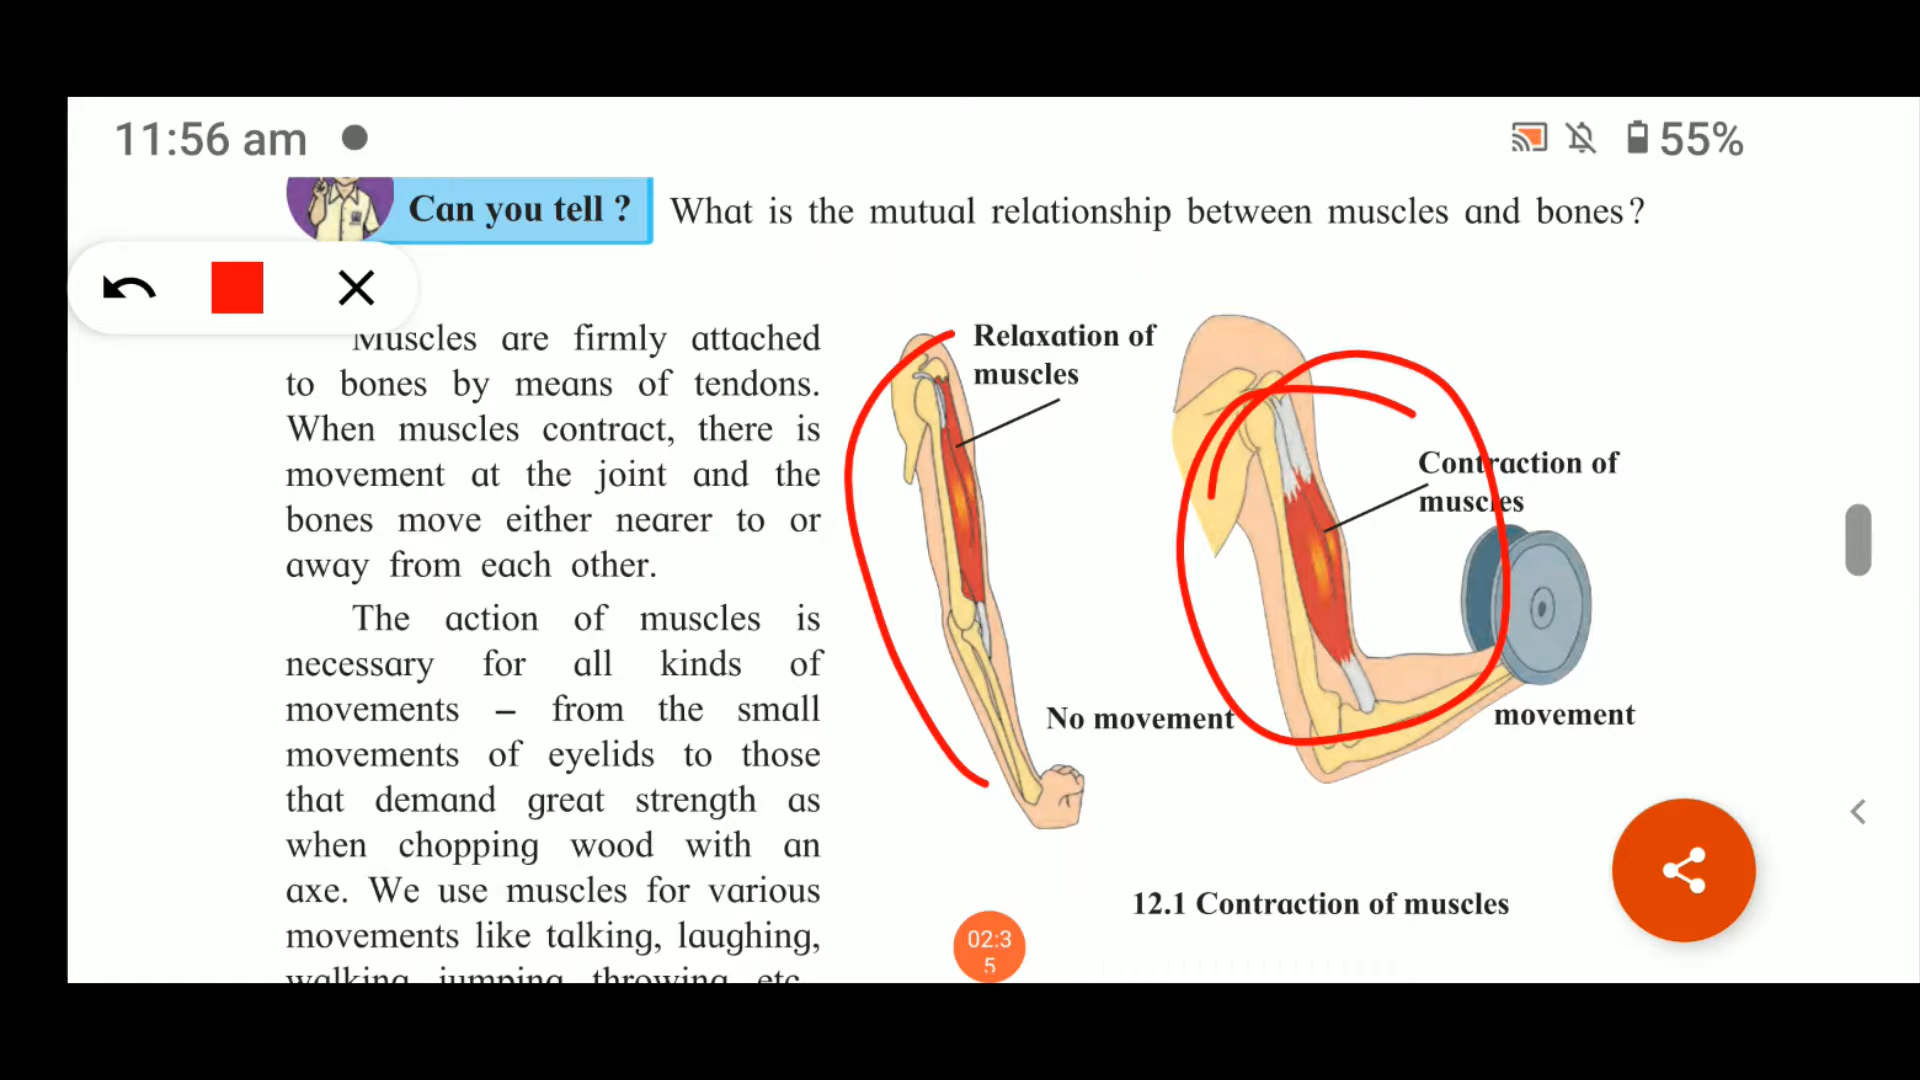 11:56 am
55%
Can you tell ?
What is the mutual relationship between muscles and bones?
Muscles are firmly attached
to bones by means of tendons.
When muscles contract, there is
movement at the joint and the
bones move either nearer to or
away from each other.
The action of muscles is
necessary for all kinds of
movements – from the small
movements of eyelids to those
that demand great strength as
when chopping wood with an
axe. We use muscles for various
movements like talking, laughing,
walking, jumping, throwing, etc.
Relaxation of
muscles
Contraction of
muscles
No movement
movement
12.1 Contraction of muscles
02:3
5